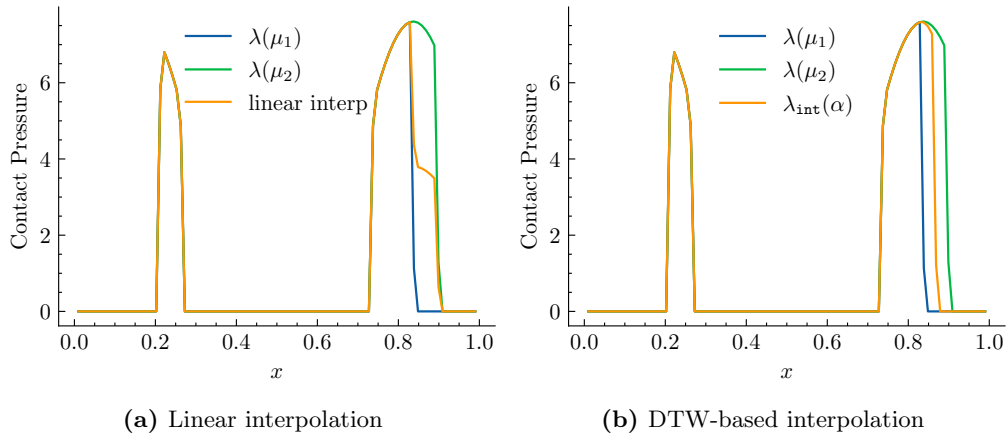 λ(μ₁)
λ(μ₂)
linear interp
Contact Pressure
6
4
2
0
0.0 0.2 0.4 0.6 0.8 1.0
x
(a) Linear interpolation
λ(μ₁)
λ(μ₂)
λ_int(α)
Contact Pressure
6
4
2
0
0.0 0.2 0.4 0.6 0.8 1.0
x
(b) DTW-based interpolation